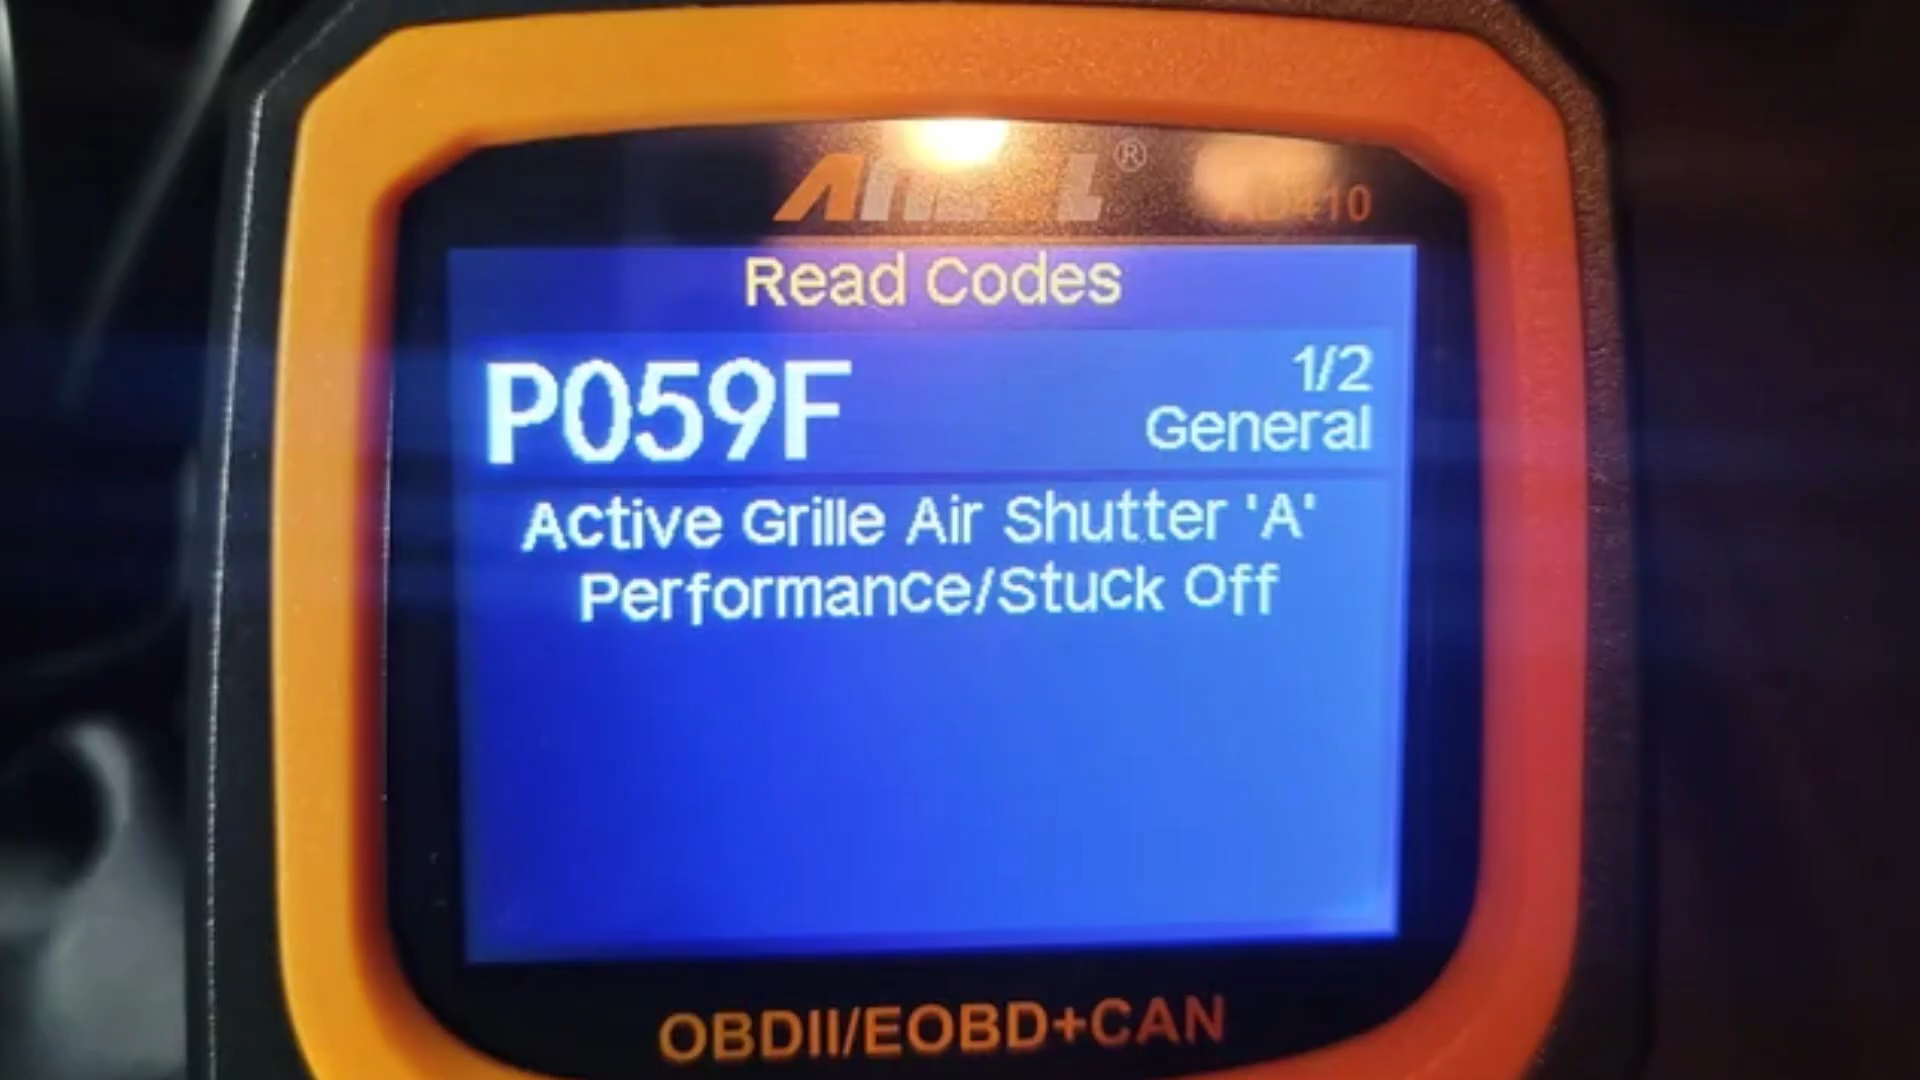 ®
Read Codes
P059F
1/2
General
Active Grille Air Shutter 'A'
Performance/Stuck Off
OBDII/EOBD+CAN